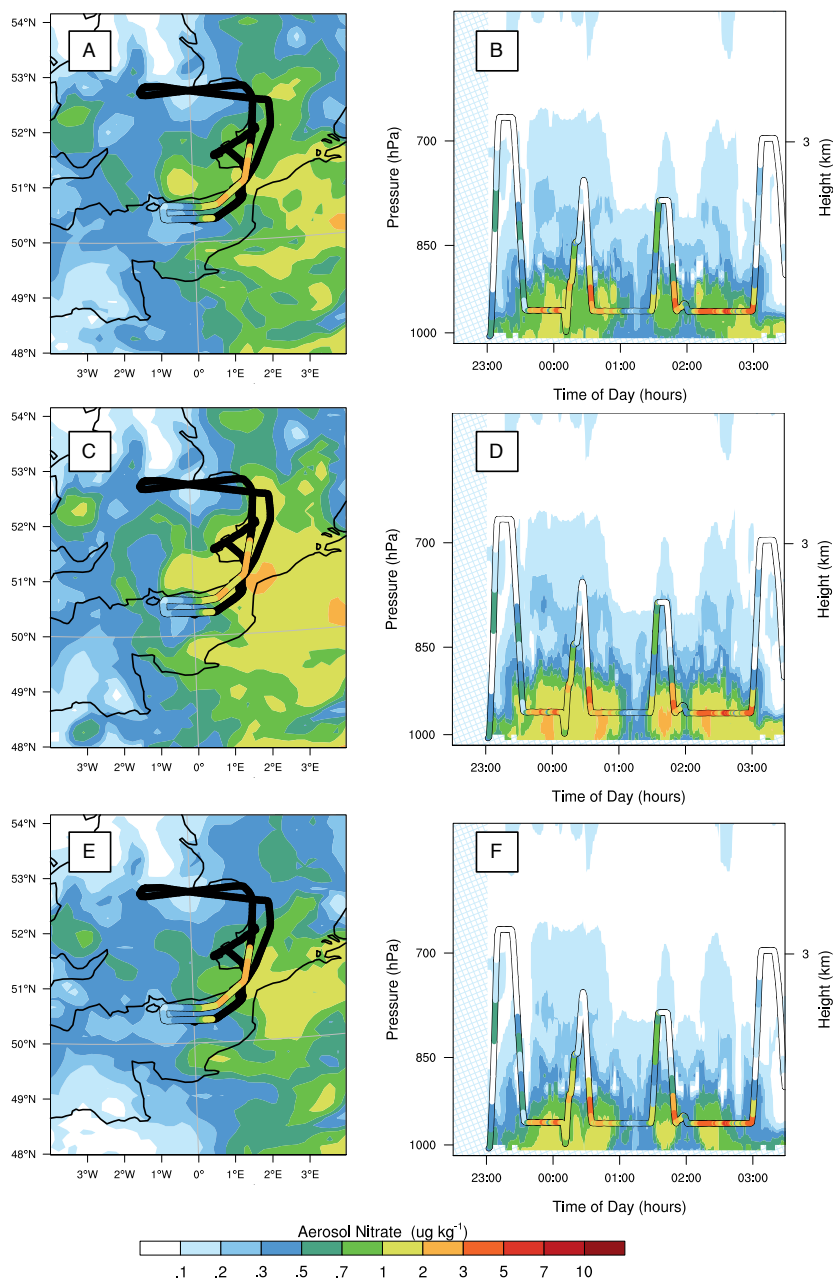 A
54°N
53°N
52°N
51°N
50°N
49°N
48°N
3°W 2°W 1°W 0° 1°E 2°E 3°E
B
Pressure (hPa)
700
850
1000
3
Height (km)
23:00 00:00 01:00 02:00 03:00
Time of Day (hours)
C
54°N
53°N
52°N
51°N
50°N
49°N
48°N
3°W 2°W 1°W 0° 1°E 2°E 3°E
D
Pressure (hPa)
700
850
1000
3
Height (km)
23:00 00:00 01:00 02:00 03:00
Time of Day (hours)
E
54°N
53°N
52°N
51°N
50°N
49°N
48°N
3°W 2°W 1°W 0° 1°E 2°E 3°E
F
Pressure (hPa)
700
850
1000
3
Height (km)
23:00 00:00 01:00 02:00 03:00
Time of Day (hours)
Aerosol Nitrate (ug kg⁻¹)
.1 .2 .3 .5 .7 1 2 3 5 7 10